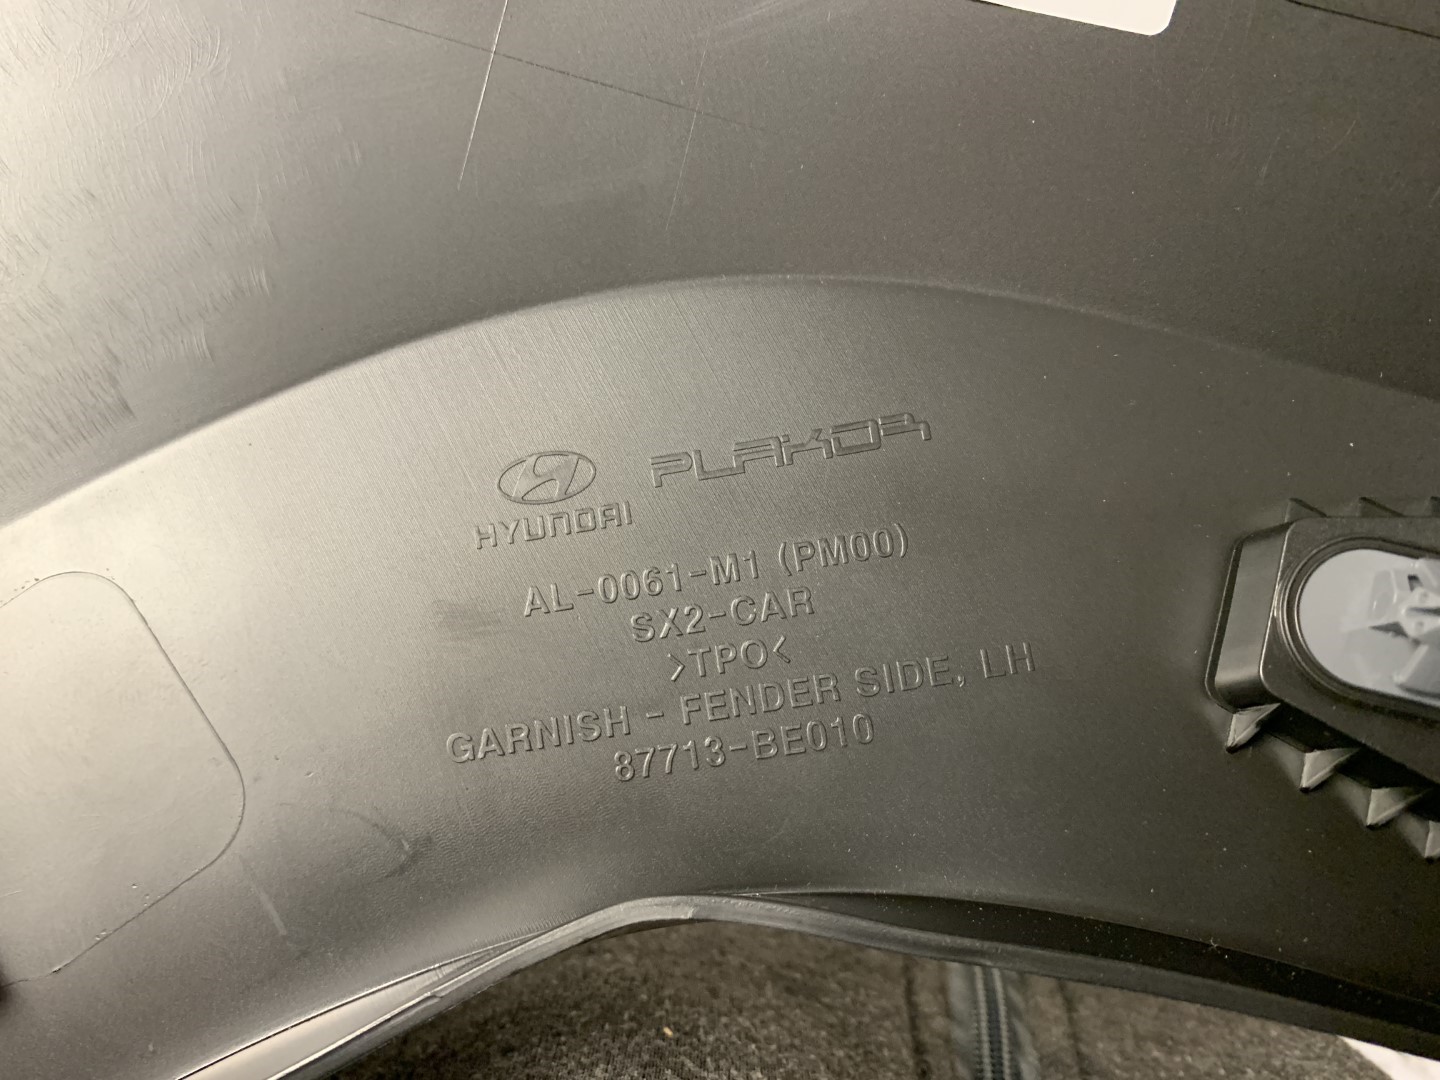 HYUNDAI PLAKOR
AL-0061-M1 (PM00)
SX2-CAR
>TPO<
GARNISH - FENDER SIDE, LH
87713-BE010